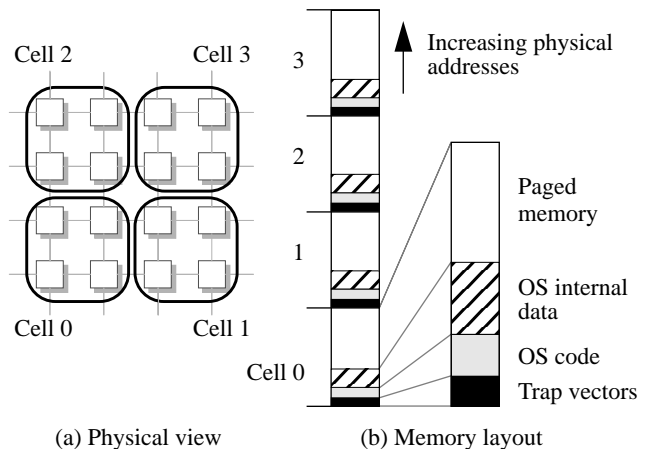 Cell 2
Cell 3
Cell 0
Cell 1
(a) Physical view
3
2
1
Cell 0
Increasing physical
addresses
Paged
memory
OS internal
data
OS code
Trap vectors
(b) Memory layout